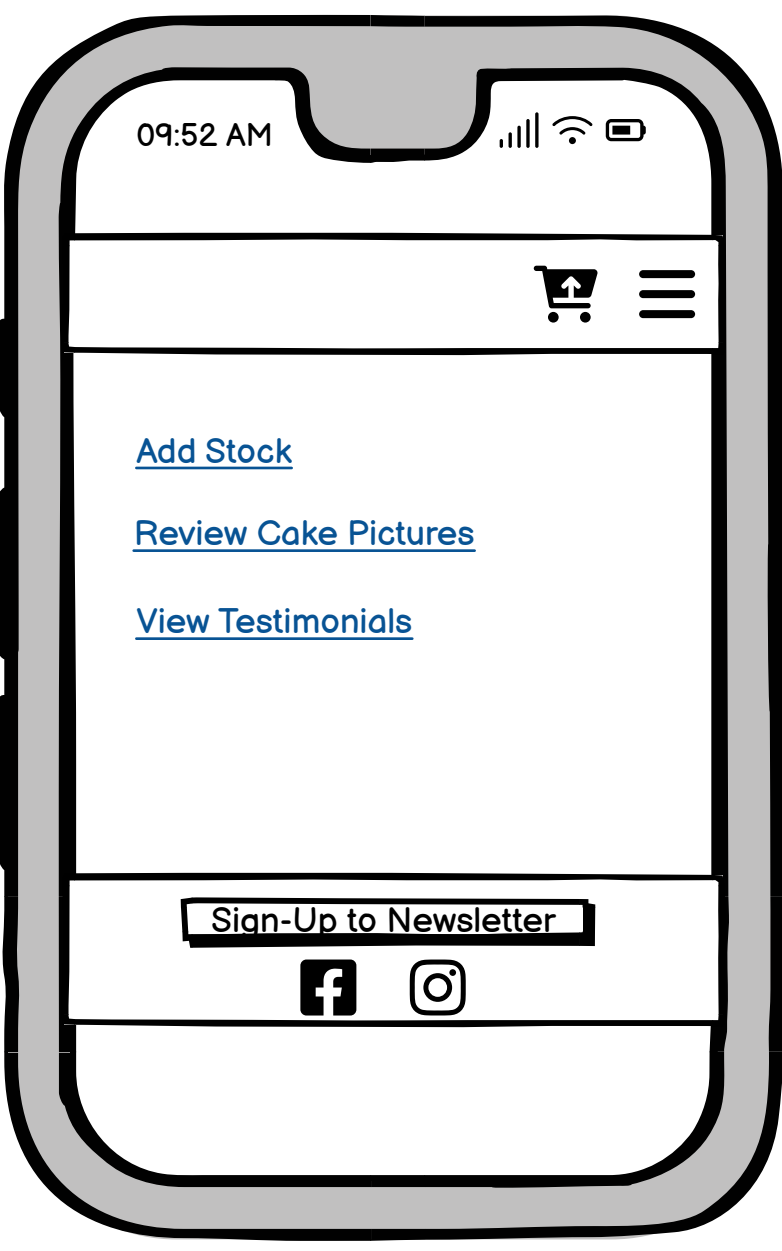 09:52 AM
Add Stock
Review Cake Pictures
View Testimonials
Sign-Up to Newsletter